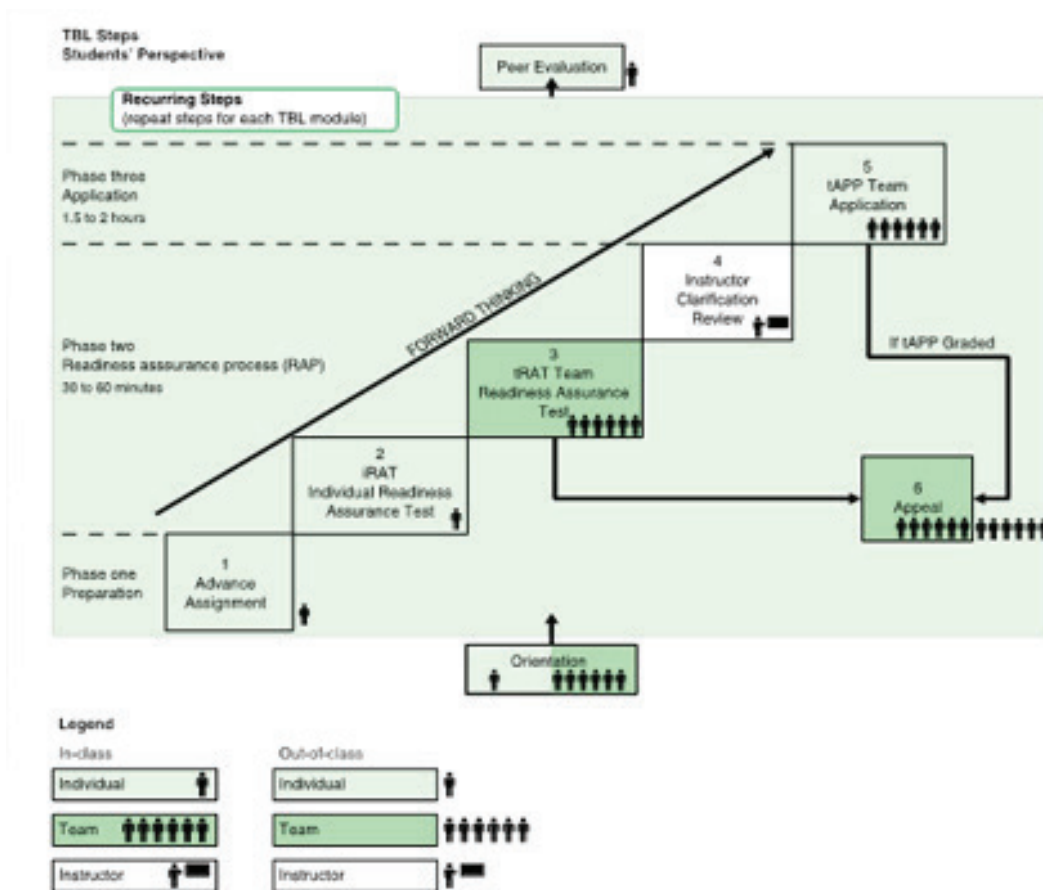 TBL Steps
Students' Perspective
Peer Evaluation
Recurring Steps
(repeat steps for each TBL module)
Phase three
Application
1.5 to 2 hours
5
tAPP Team
Application
4
Instructor
Clarification
Review
FORWARD THINKING
If tAPP Graded
Phase two
Readiness asssurance process (RAP)
30 to 60 minutes
3
tRAT Team
Readiness Assurance
Test
2
iRAT
Individual Readiness
Assurance Test
6
Appeal
Phase one
Preparation
1
Advance
Assignment
Orientation
Legend
In-class
Out-of-class
Individual
Individual
Team
Team
Instructor
Instructor